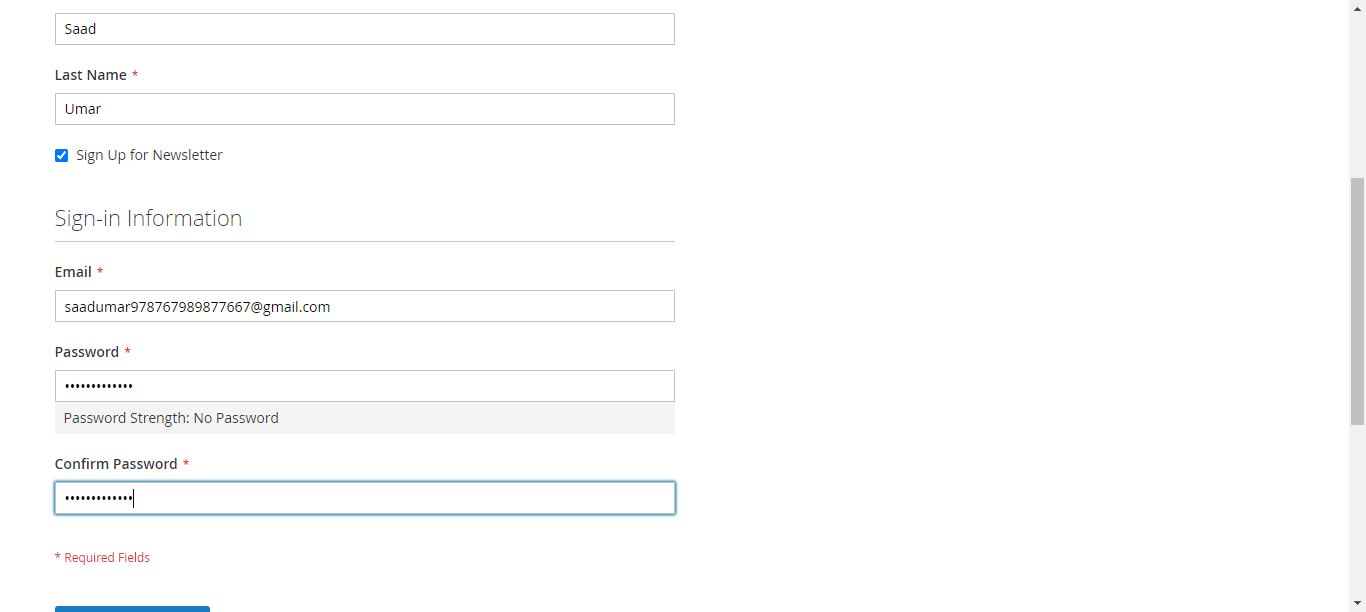 Saad
Last Name *
Umar
Sign Up for Newsletter
Sign-in Information
Email *
saadumar978767989877667@gmail.com
Password *
•••••••••••••
Password Strength: No Password
Confirm Password *
•••••••••••••
* Required Fields